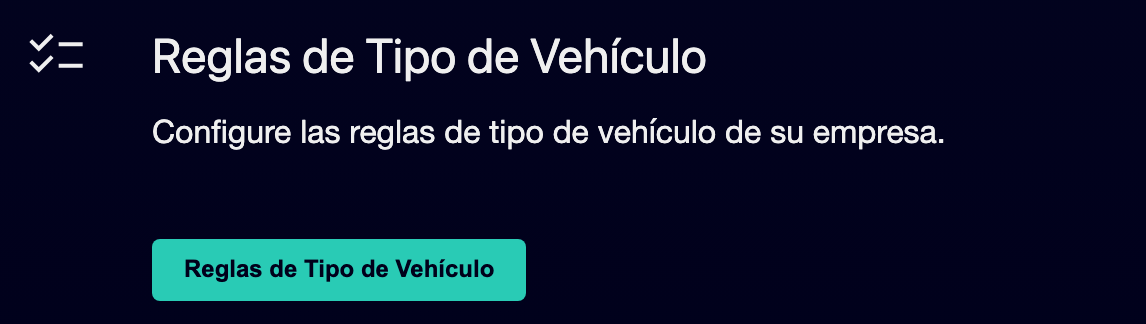 Reglas de Tipo de Vehículo
Configure las reglas de tipo de vehículo de su empresa.
Reglas de Tipo de Vehículo